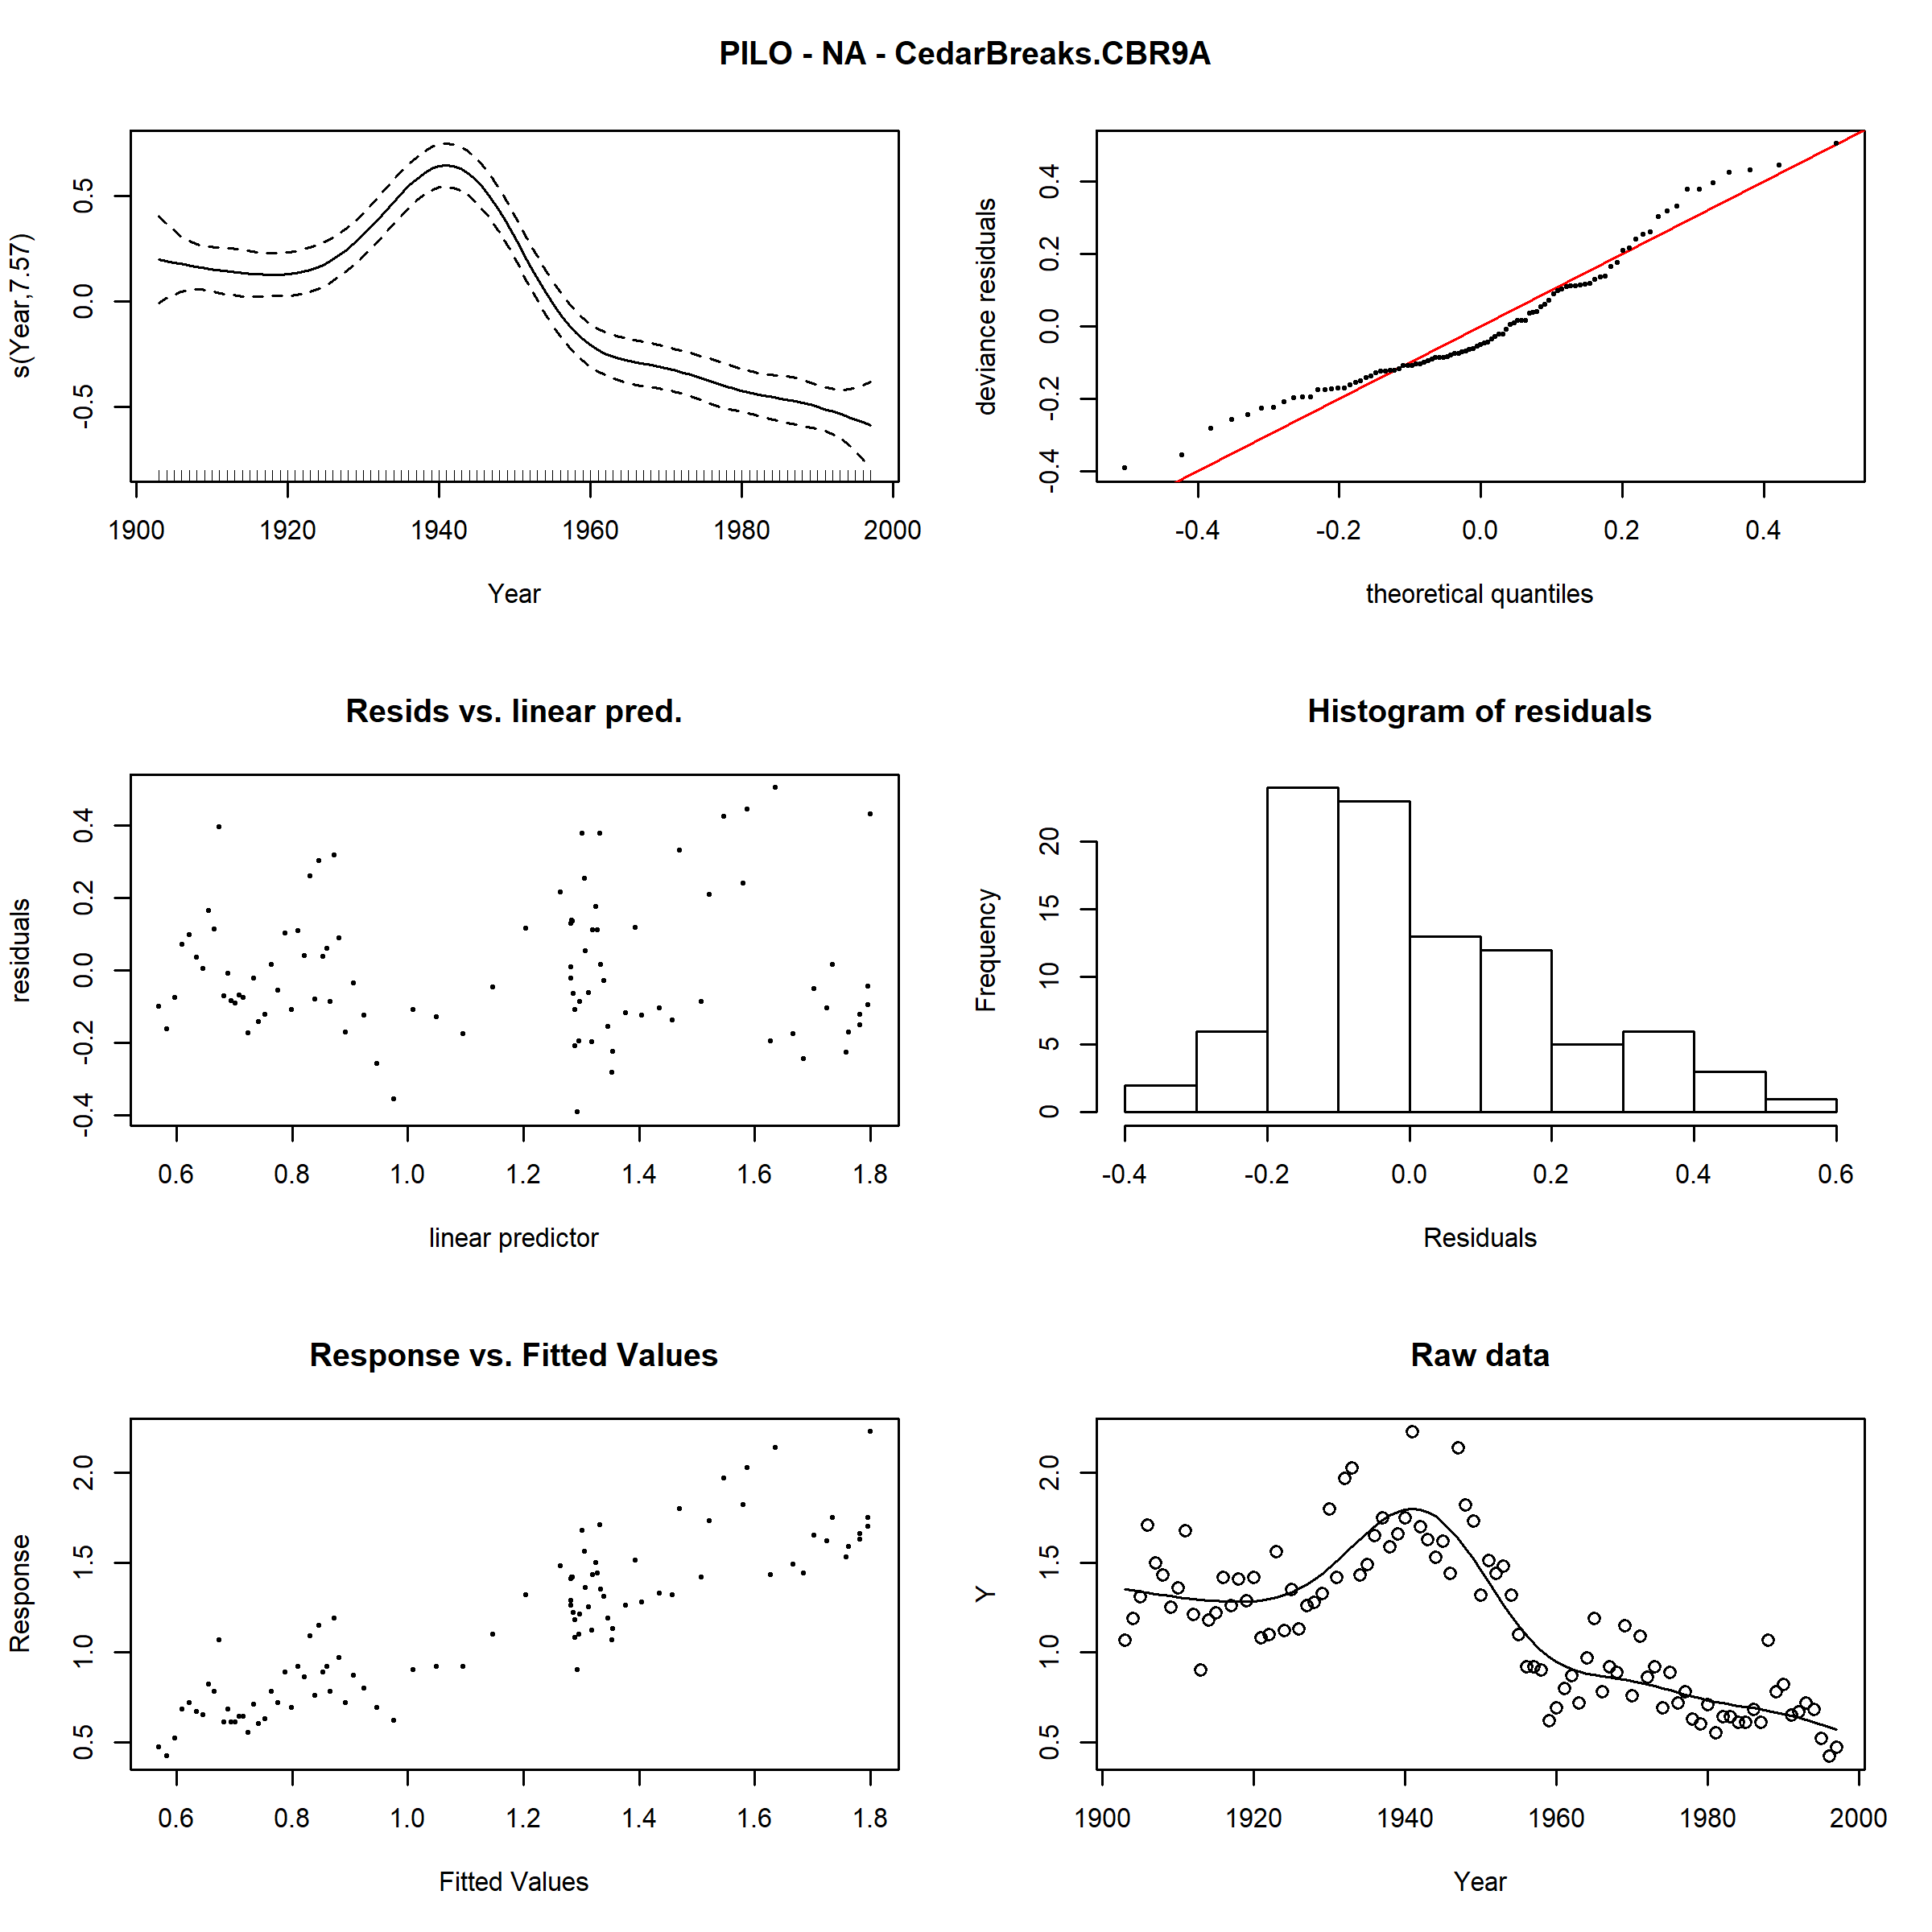 PILO - NA - CedarBreaks.CBR9A
s(Year,7.57)
0.5
0.0
-0.5
1900 1920 1940 1960 1980 2000
Year
deviance residuals
0.4
0.2
0.0
-0.2
-0.4
-0.4 -0.2 0.0 0.2 0.4
theoretical quantiles
Resids vs. linear pred.
residuals
0.4
0.2
0.0
-0.2
-0.4
0.6 0.8 1.0 1.2 1.4 1.6 1.8
linear predictor
Histogram of residuals
Frequency
20
15
10
5
0
-0.4 -0.2 0.0 0.2 0.4 0.6
Residuals
Response vs. Fitted Values
Response
2.0
1.5
1.0
0.5
0.6 0.8 1.0 1.2 1.4 1.6 1.8
Fitted Values
Raw data
Y
2.0
1.5
1.0
0.5
1900 1920 1940 1960 1980 2000
Year